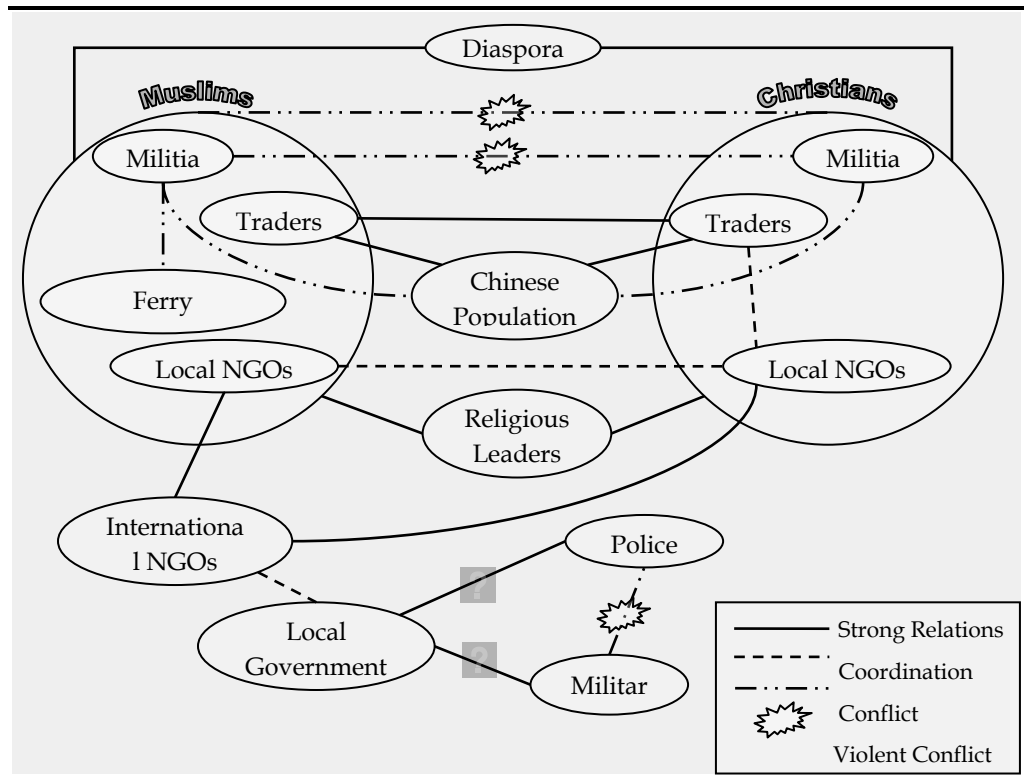 Diaspora
Muslims
Christians
Militia
Militia
Traders
Traders
Chinese
Population
Ferry
Local NGOs
Local NGOs
Religious
Leaders
Internationa
l NGOs
Police
?
Local
Government
?
Militar
Strong Relations
Coordination
Conflict
Violent Conflict